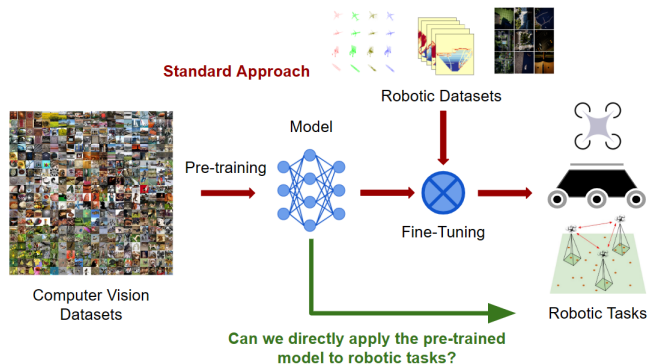 Standard Approach
Robotic Datasets
Model
Pre-training
Fine-Tuning
Computer Vision
Datasets
Robotic Tasks
Can we directly apply the pre-trained
model to robotic tasks?